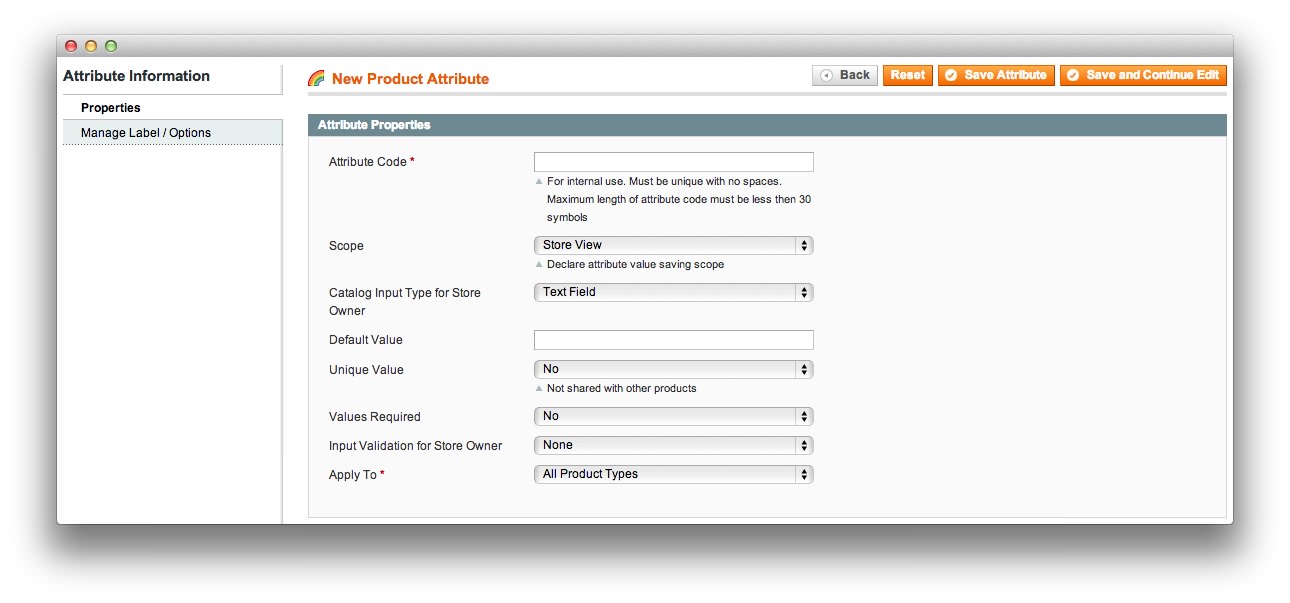 Attribute Information
Properties
Manage Label / Options
New Product Attribute
Back
Reset
Save Attribute
Save and Continue Edit
Attribute Properties
Attribute Code *
For internal use. Must be unique with no spaces.
Maximum length of attribute code must be less then 30
symbols
Scope
Store View
Declare attribute value saving scope
Catalog Input Type for Store
Owner
Text Field
Default Value
Unique Value
No
Not shared with other products
Values Required
No
Input Validation for Store Owner
None
Apply To *
All Product Types